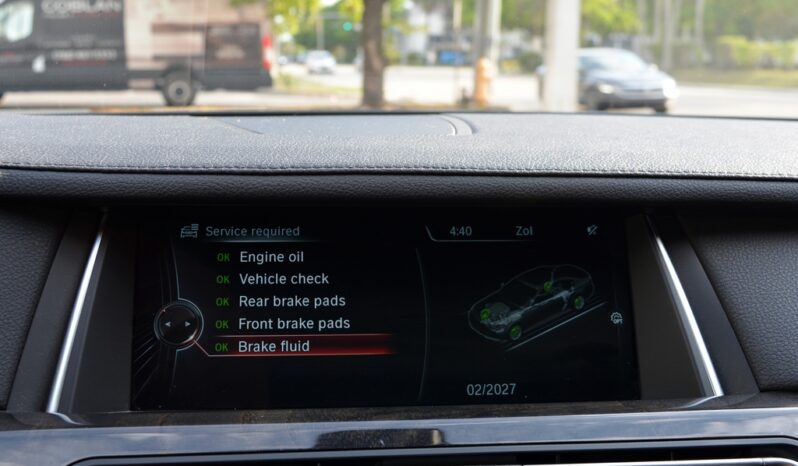 Service required
4:40
Zol
OK Engine oil
OK Vehicle check
OK Rear brake pads
OK Front brake pads
OK Brake fluid
02/2027